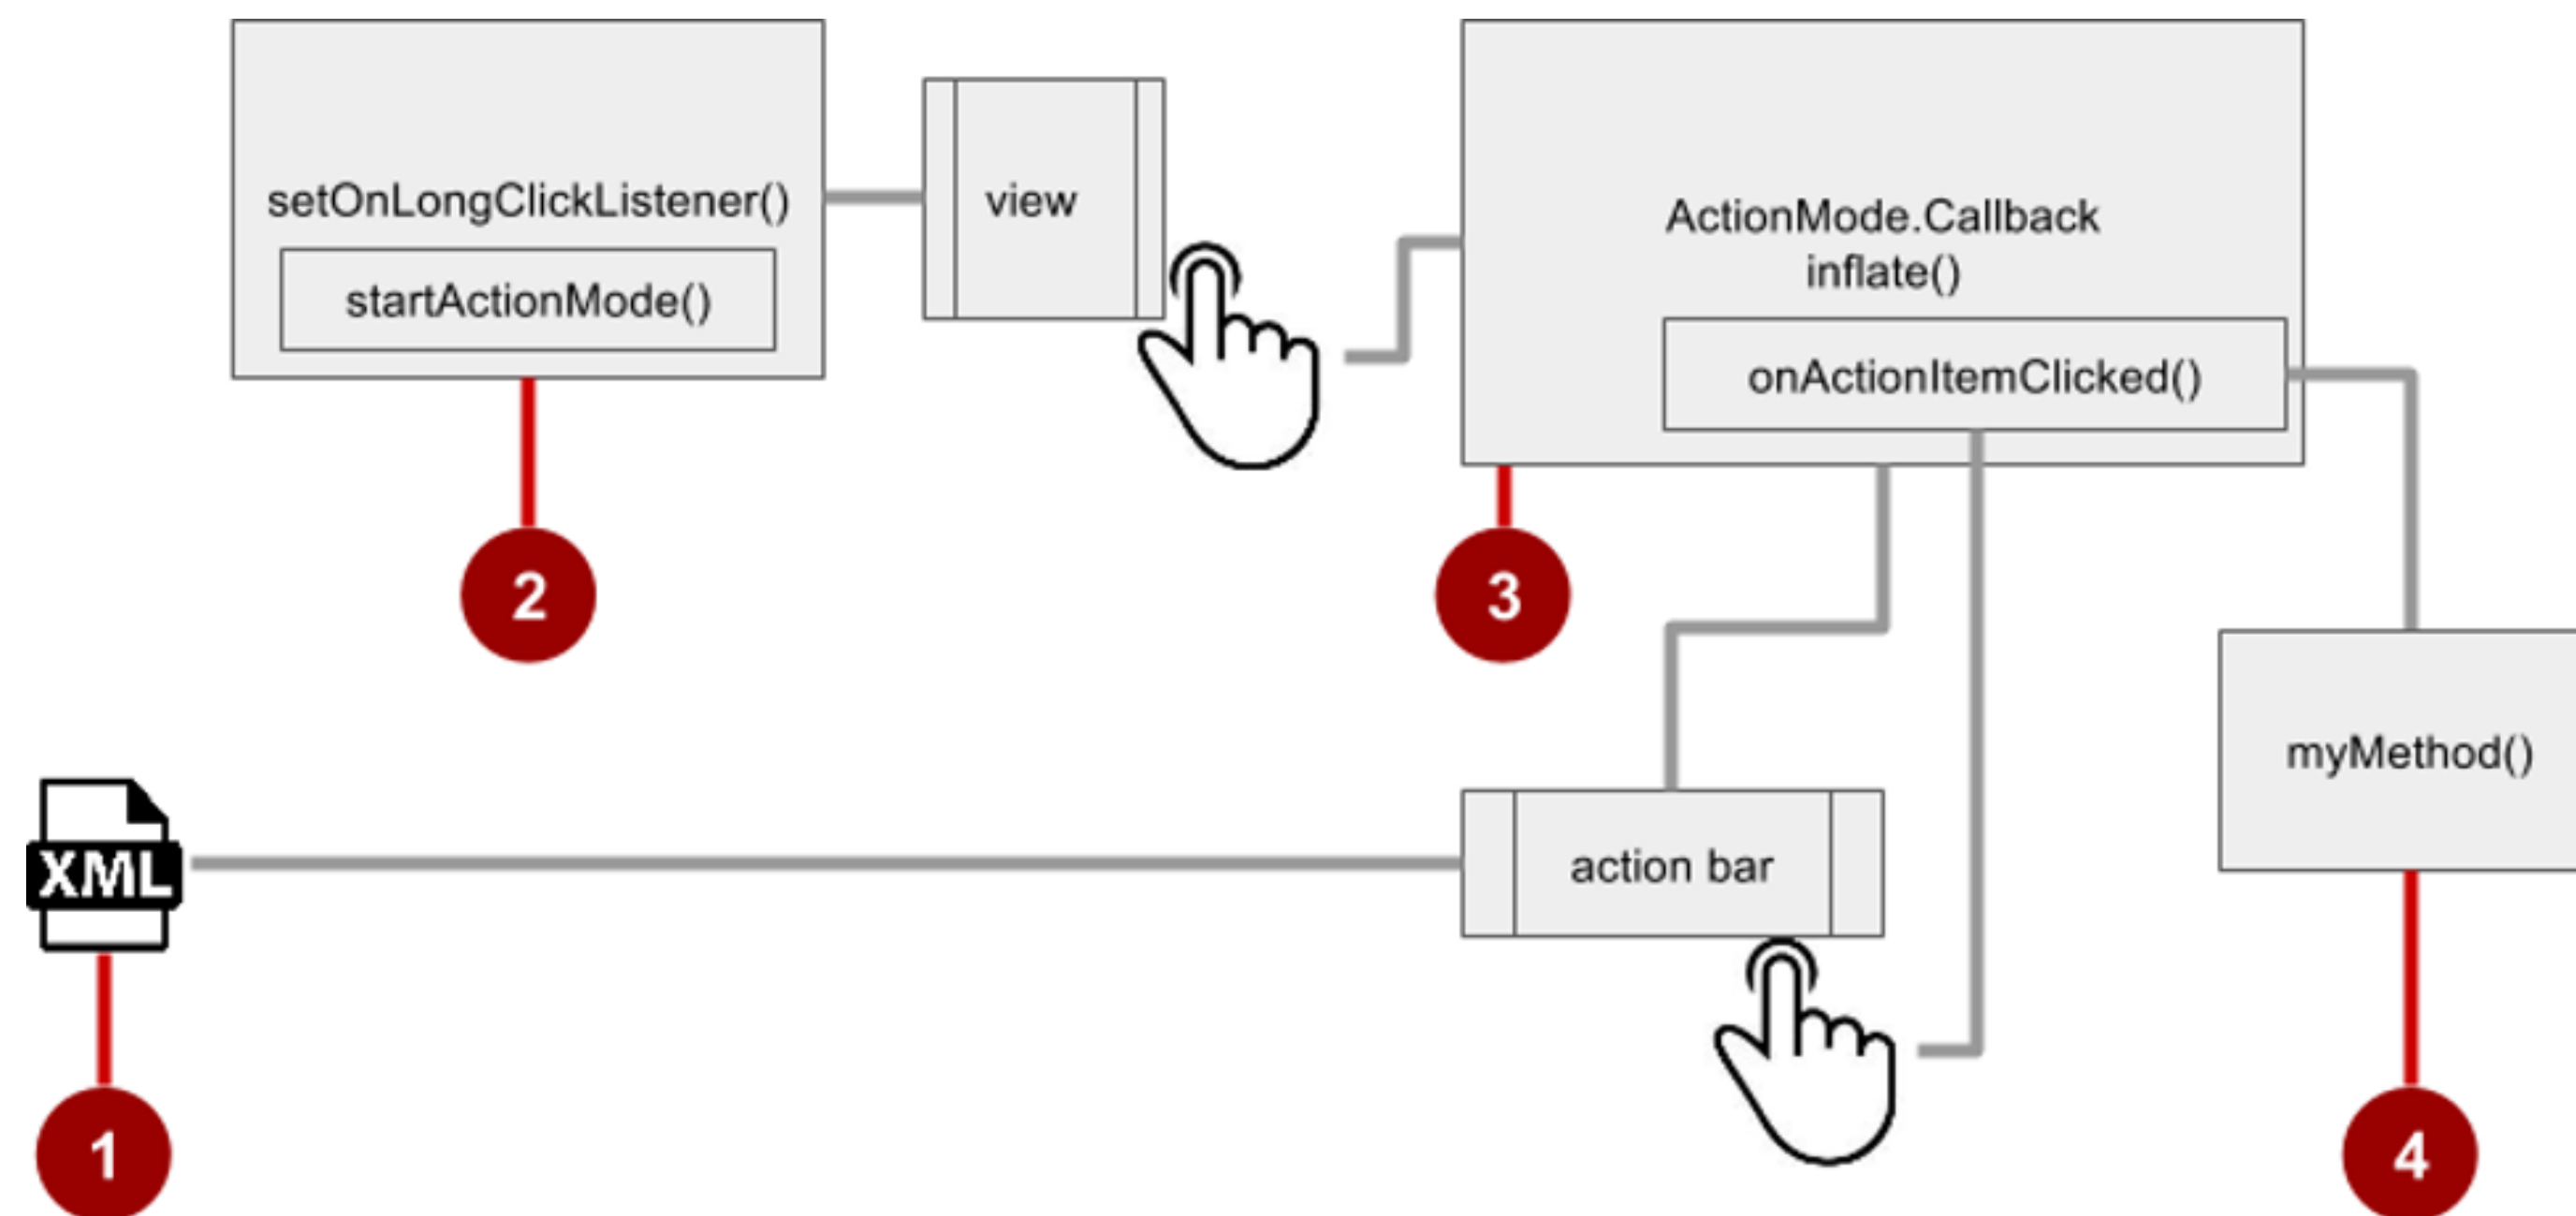 setOnLongClickListener()
startActionMode()
view
ActionMode.Callback
inflate()
onActionItemClicked()
2
3
myMethod()
XML
action bar
1
4